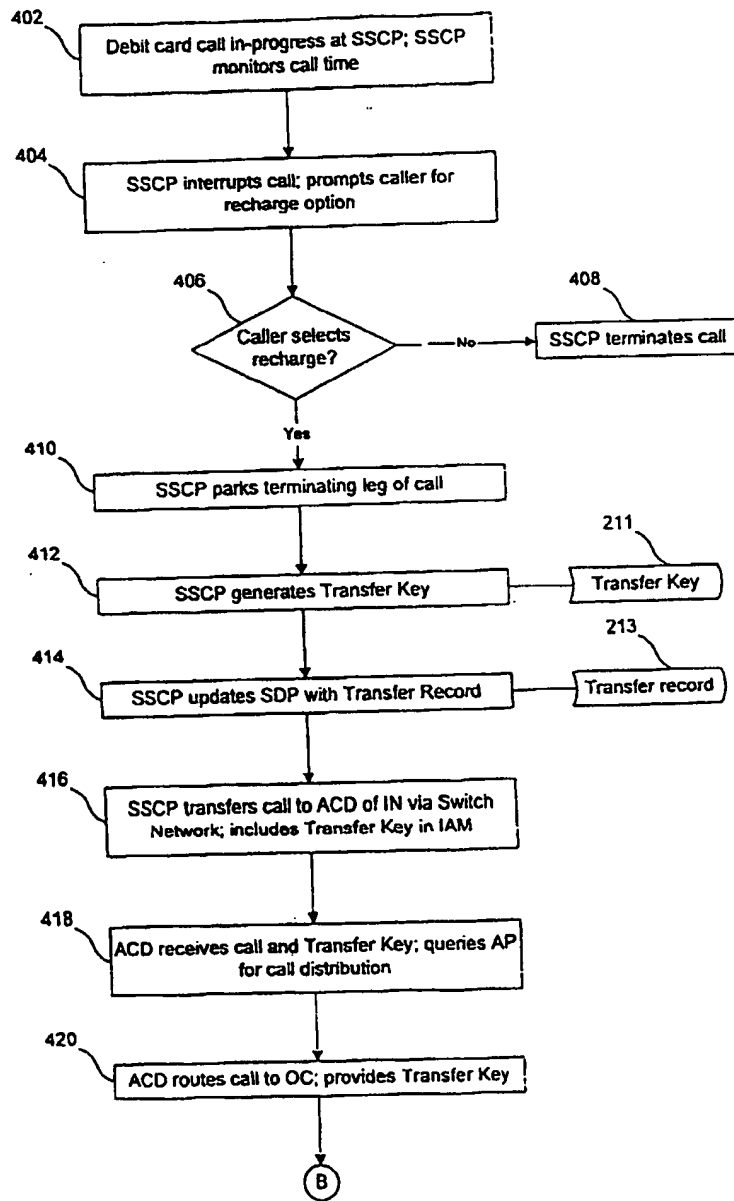 402
Debit card call in-progress at SSCP; SSCP
monitors call time
404
SSCP interrupts call; prompts caller for
recharge option
406
Caller selects
recharge?
No
408
SSCP terminates call
Yes
410
SSCP parks terminating leg of call
412
SSCP generates Transfer Key
211
Transfer Key
414
SSCP updates SDP with Transfer Record
213
Transfer record
416
SSCP transfers call to ACD of IN via Switch
Network; includes Transfer Key in IAM
418
ACD receives call and Transfer Key; queries AP
for call distribution
420
ACD routes call to OC; provides Transfer Key
B